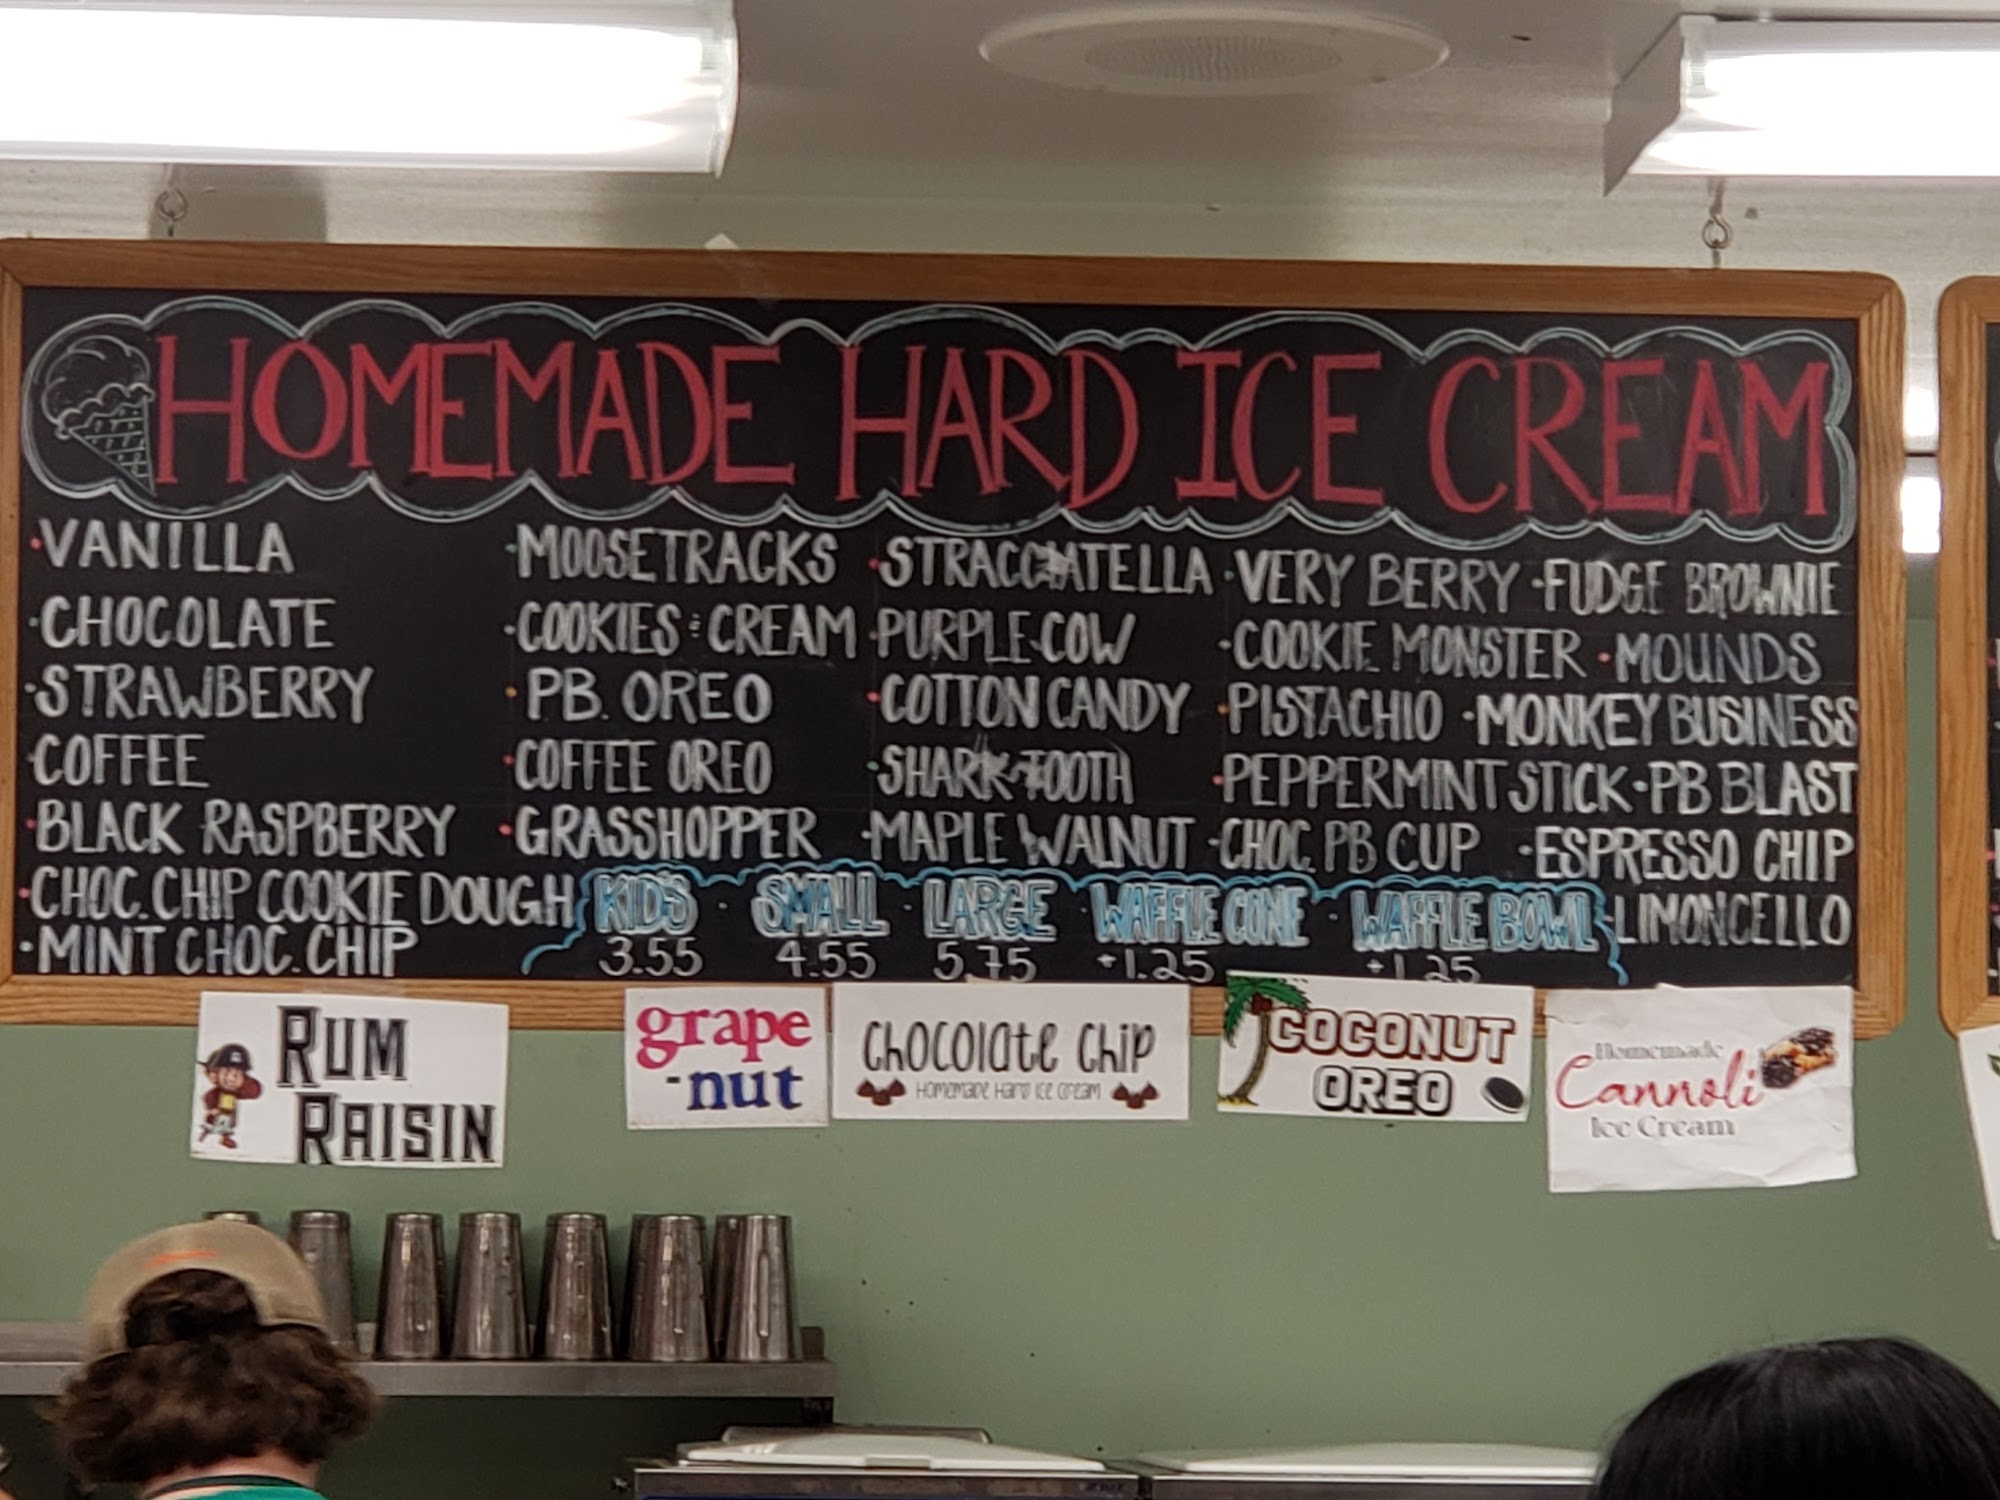 HOMEMADE HARD ICE CREAM
·VANILLA
·CHOCOLATE
·STRAWBERRY
·COFFEE
·BLACK RASPBERRY
·CHOC. CHIP COOKIE DOUGH
·MINT CHOC. CHIP
·MOOSETRACKS
·COOKIES & CREAM
·PB. OREO
·COFFEE OREO
·GRASSHOPPER
·STRACCIATELLA
·PURPLE COW
·COTTON CANDY
·SHARK TOOTH
·MAPLE WALNUT
·VERY BERRY
·COOKIE MONSTER
·PISTACHIO
·PEPPERMINT STICK
·CHOC. PB CUP
·FUDGE BROWNIE
·MOUNDS
·MONKEY BUSINESS
·PB BLAST
·ESPRESSO CHIP
·LIMONCELLO
KID'S · SMALL · LARGE · WAFFLE CONE · WAFFLE BOWL
3.55 4.55 5.75 +1.25 +1.25
RUM
RAISIN
grape
-nut
Chocolate Chip
Homemade Hard Ice Cream
COCONUT
OREO
Homemade
Cannoli
Ice Cream